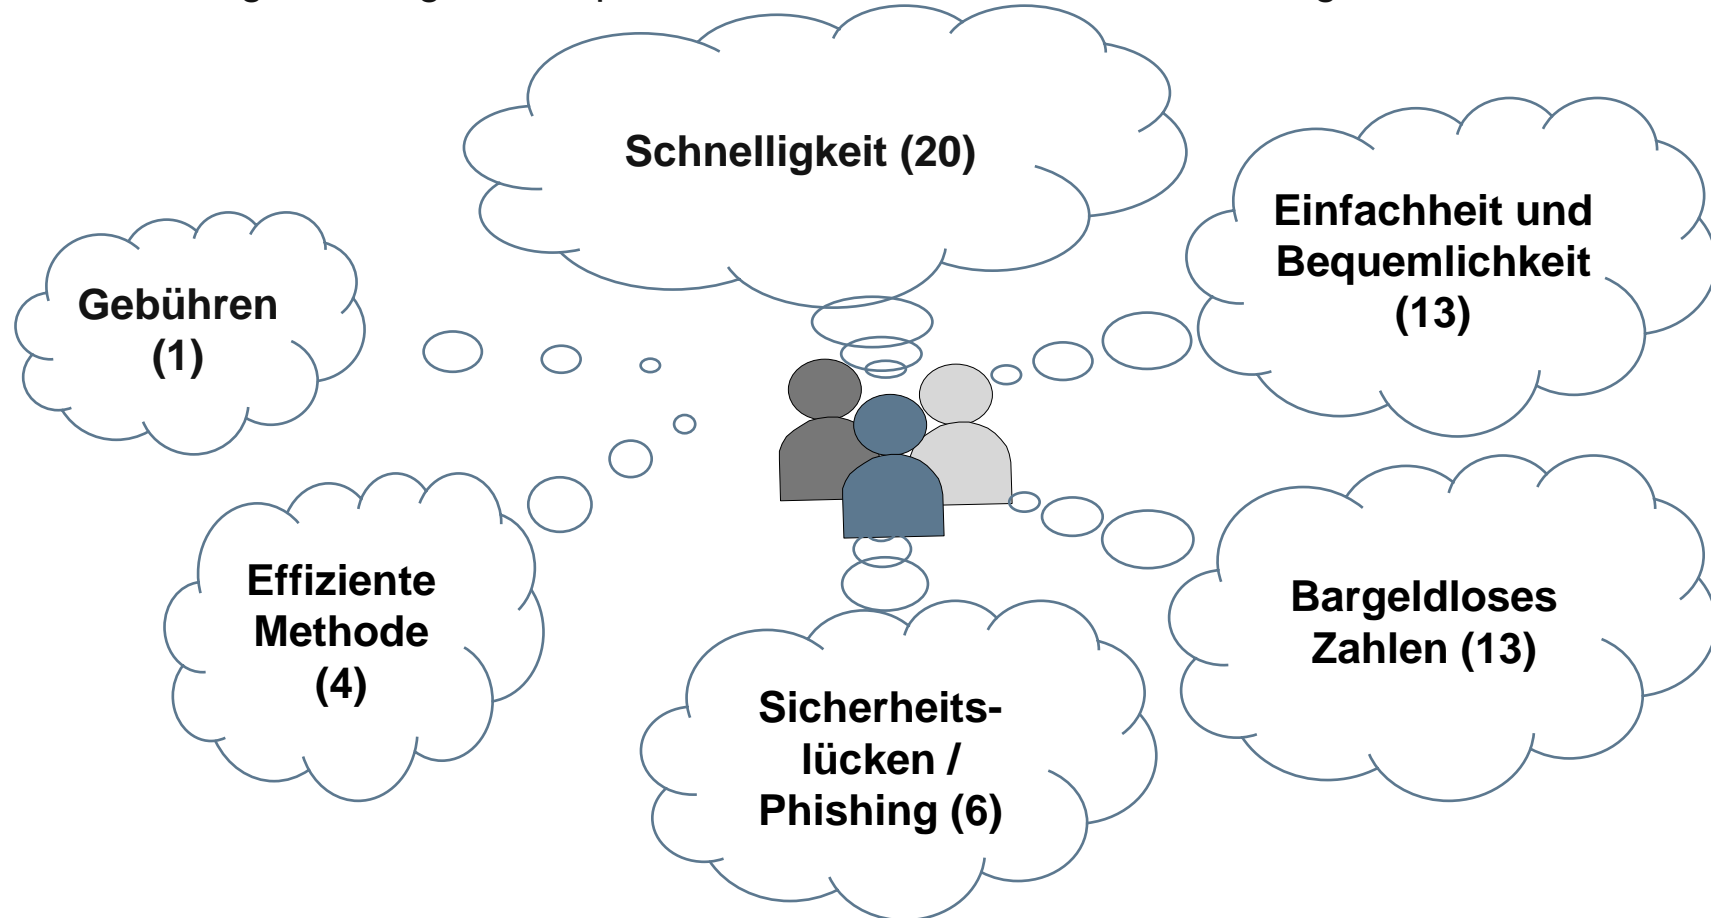 Schnelligkeit (20)
Einfachheit und
Bequemlichkeit
(13)
Gebühren
(1)
Effiziente
Methode
(4)
Bargeldloses
Zahlen (13)
Sicherheits-
lücken /
Phishing (6)